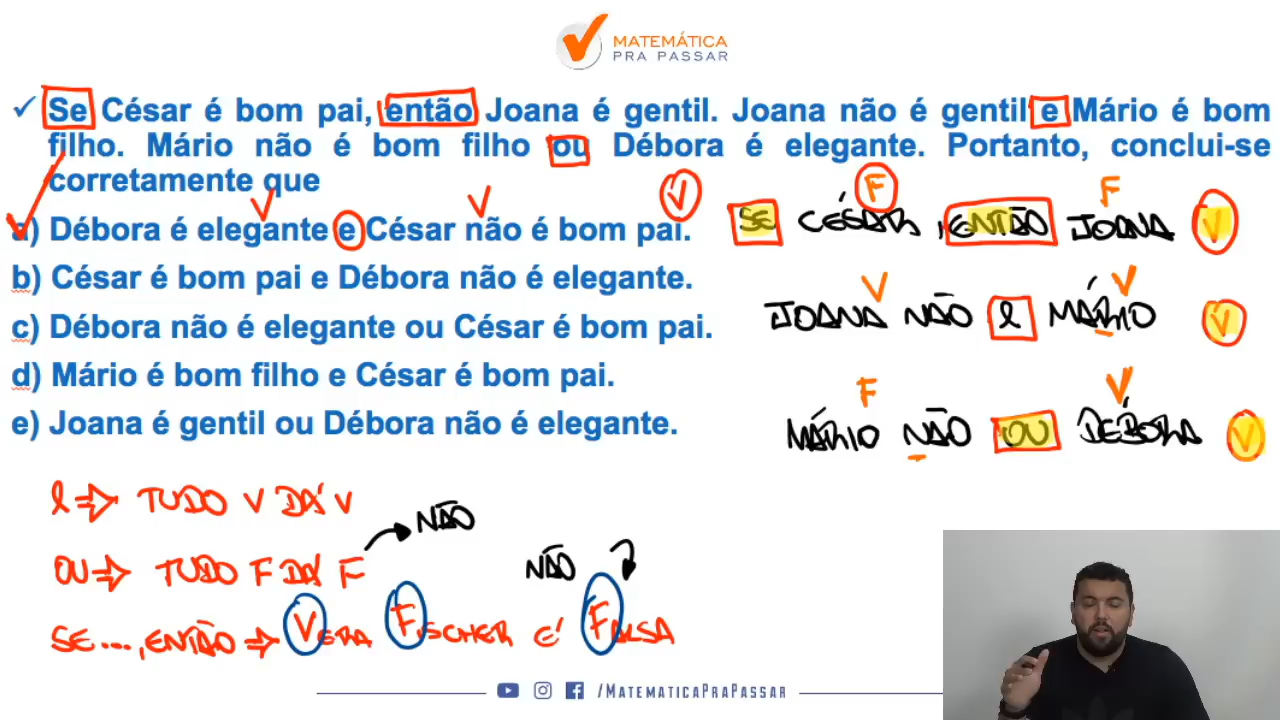 MATEMÁTICA
PRA PASSAR
✓ Se César é bom pai, então Joana é gentil. Joana não é gentil e Mário é bom
filho. Mário não é bom filho ou Débora é elegante. Portanto, conclui-se
corretamente que
a) Débora é elegante e César não é bom pai.
b) César é bom pai e Débora não é elegante.
c) Débora não é elegante ou César é bom pai.
d) Mário é bom filho e César é bom pai.
e) Joana é gentil ou Débora não é elegante.
V V V
F F
SE CÉSAR, ENTÃO JOANA V
V V
JOANA NÃO e MÁRIO V
F V
MÁRIO NÃO OU DÉBORA V
e ⇒ TUDO V DÁ V
OU ⇒ TUDO F DÁ F
NÃO
NÃO
SE ..., ENTÃO ⇒ VERA FISCHER É FALSA
/MATEMATICAPRAPASSAR